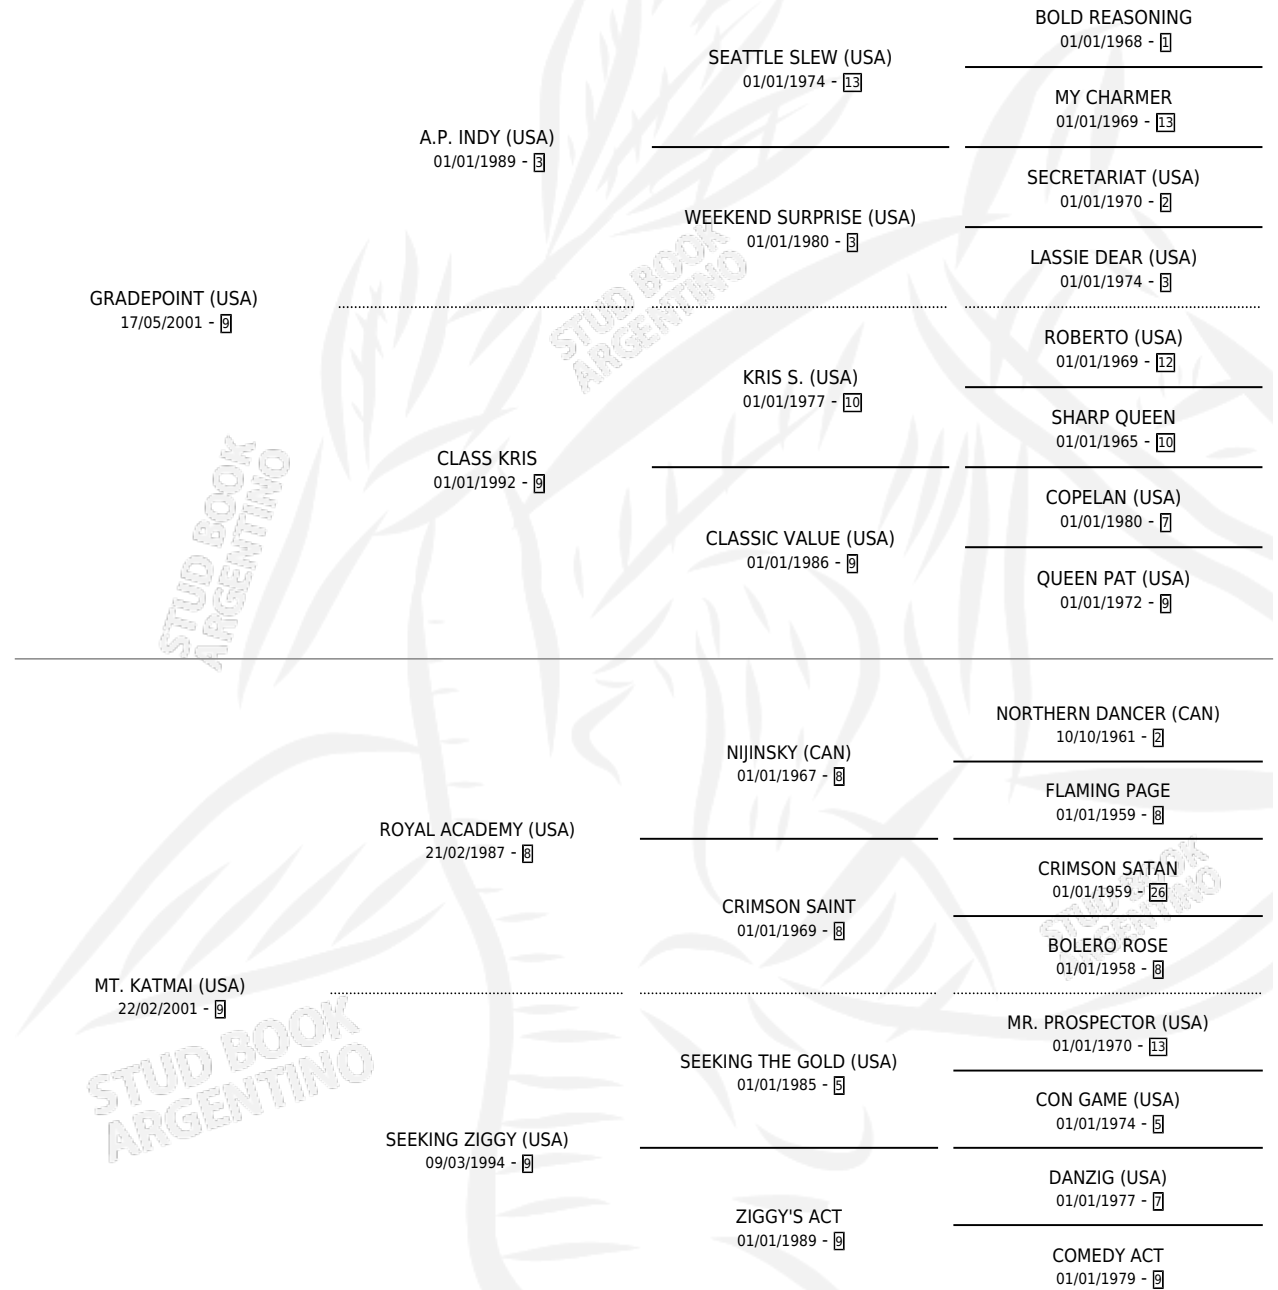 BOLD REASONING
01/01/1968 - 1
SEATTLE SLEW (USA)
01/01/1974 - 13
MY CHARMER
01/01/1969 - 13
A.P. INDY (USA)
01/01/1989 - 3
SECRETARIAT (USA)
01/01/1970 - 2
WEEKEND SURPRISE (USA)
01/01/1980 - 3
LASSIE DEAR (USA)
01/01/1974 - 3
GRADEPOINT (USA)
17/05/2001 - 9
ROBERTO (USA)
01/01/1969 - 12
KRIS S. (USA)
01/01/1977 - 10
SHARP QUEEN
01/01/1965 - 10
CLASS KRIS
01/01/1992 - 9
COPELAN (USA)
01/01/1980 - 7
CLASSIC VALUE (USA)
01/01/1986 - 9
QUEEN PAT (USA)
01/01/1972 - 9
STUD BOOK
ARGENTINO
STUD BOOK
ARGENTINO
NORTHERN DANCER (CAN)
10/10/1961 - 2
NIJINSKY (CAN)
01/01/1967 - 8
FLAMING PAGE
01/01/1959 - 8
ROYAL ACADEMY (USA)
21/02/1987 - 8
CRIMSON SATAN
01/01/1959 - 26
CRIMSON SAINT
01/01/1969 - 8
BOLERO ROSE
01/01/1958 - 8
MT. KATMAI (USA)
22/02/2001 - 9
MR. PROSPECTOR (USA)
01/01/1970 - 13
SEEKING THE GOLD (USA)
01/01/1985 - 5
CON GAME (USA)
01/01/1974 - 5
SEEKING ZIGGY (USA)
09/03/1994 - 9
DANZIG (USA)
01/01/1977 - 7
ZIGGY'S ACT
01/01/1989 - 9
COMEDY ACT
01/01/1979 - 9
STUD BOOK
ARGENTINO
STUD BOOK
ARGENTINO